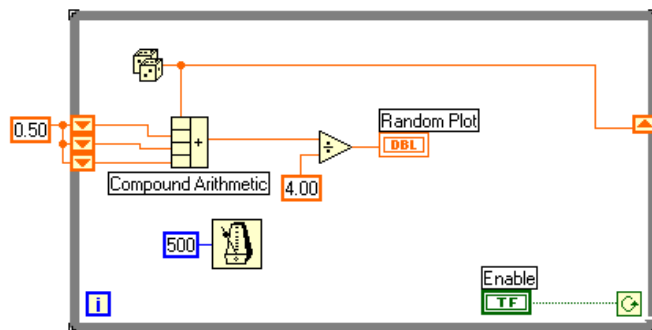 0.50
Random Plot
DBL
+
÷
Compound Arithmetic
4.00
500
Enable
i
TF